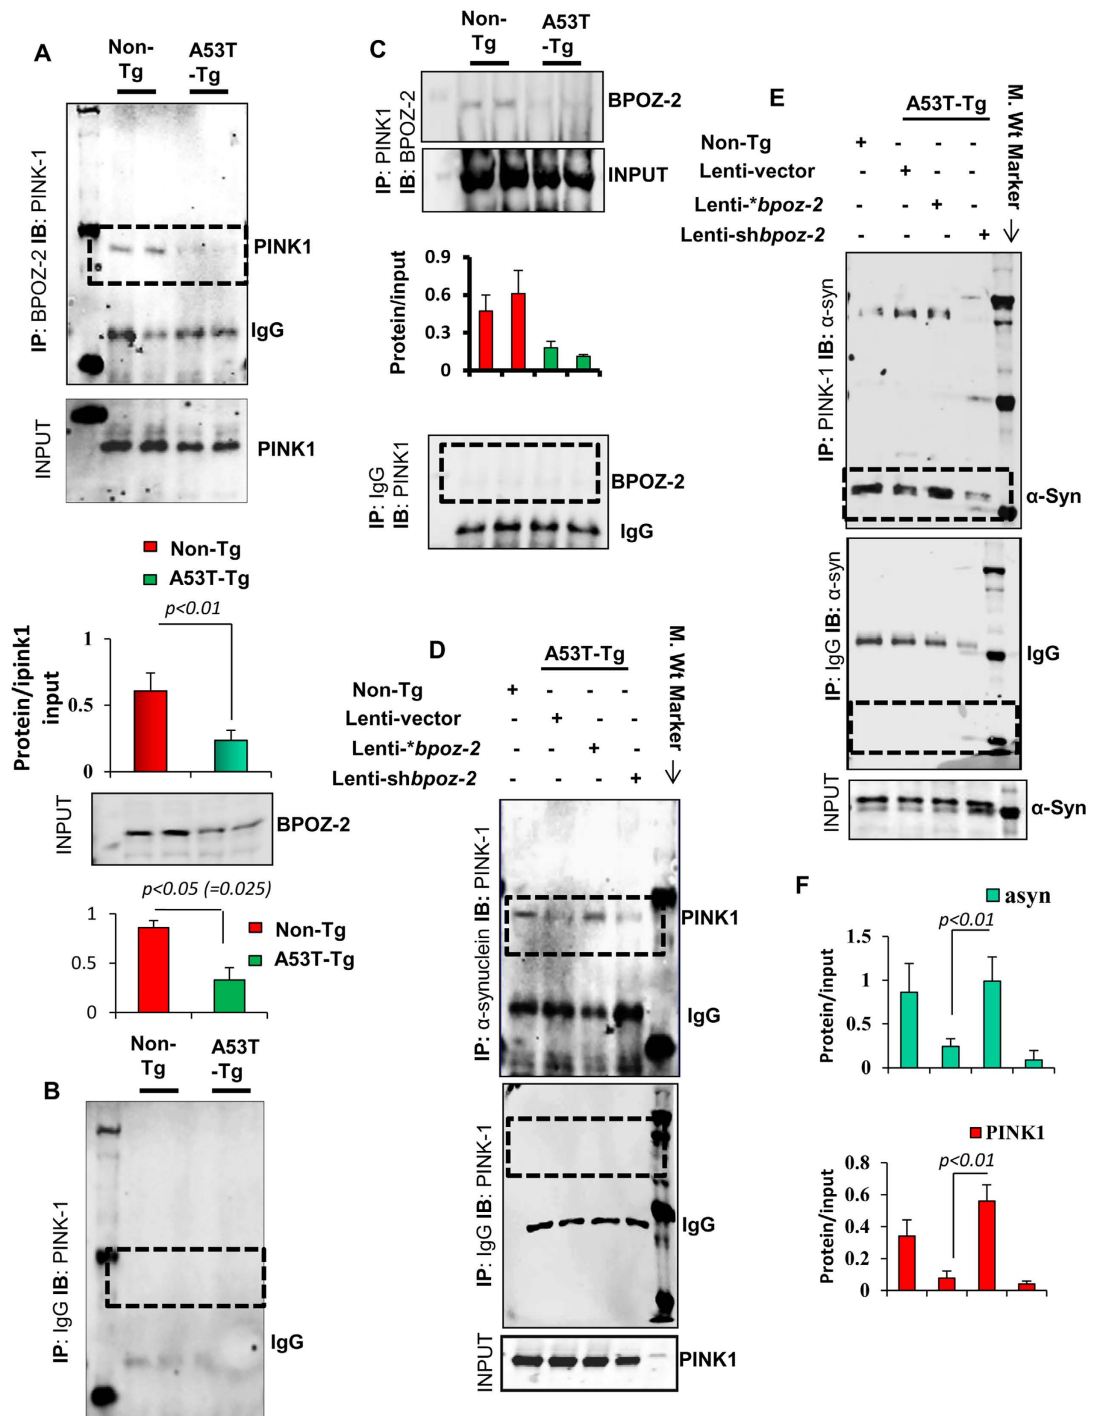 A
Non-
Tg
A53T
-Tg
IP: BPOZ-2 IB: PINK-1
PINK1
IgG
INPUT
PINK1
Non-Tg
A53T-Tg
p<0.01
Protein/ipink1
input
1
0.5
0
INPUT
BPOZ-2
p<0.05 (=0.025)
1
0.5
0
Non-Tg
A53T-Tg
B
Non-
Tg
A53T
-Tg
IP: IgG IB: PINK-1
IgG
C
Non-
Tg
A53T
-Tg
IP: PINK1
IB: BPOZ-2
BPOZ-2
INPUT
Protein/input
0.9
0.6
0.3
0
IP: IgG
IB: PINK1
BPOZ-2
IgG
D
A53T-Tg
M. Wt Marker
Non-Tg + - - -
Lenti-vector - + - -
Lenti-*bpoz-2 - - + -
Lenti-shbpoz-2 - - - +
IP: α-synuclein IB: PINK-1
PINK1
IgG
IP: IgG IB: PINK-1
IgG
INPUT
PINK1
E
A53T-Tg
M. Wt Marker
Non-Tg + - - -
Lenti-vector - + - -
Lenti-*bpoz-2 - - + -
Lenti-shbpoz-2 - - - +
IP: PINK-1 IB: α-syn
α-Syn
IP: IgG IB: α-syn
IgG
INPUT
α-Syn
F
asyn
p<0.01
Protein/input
1.5
1
0.5
0
PINK1
p<0.01
Protein/input
0.8
0.6
0.4
0.2
0